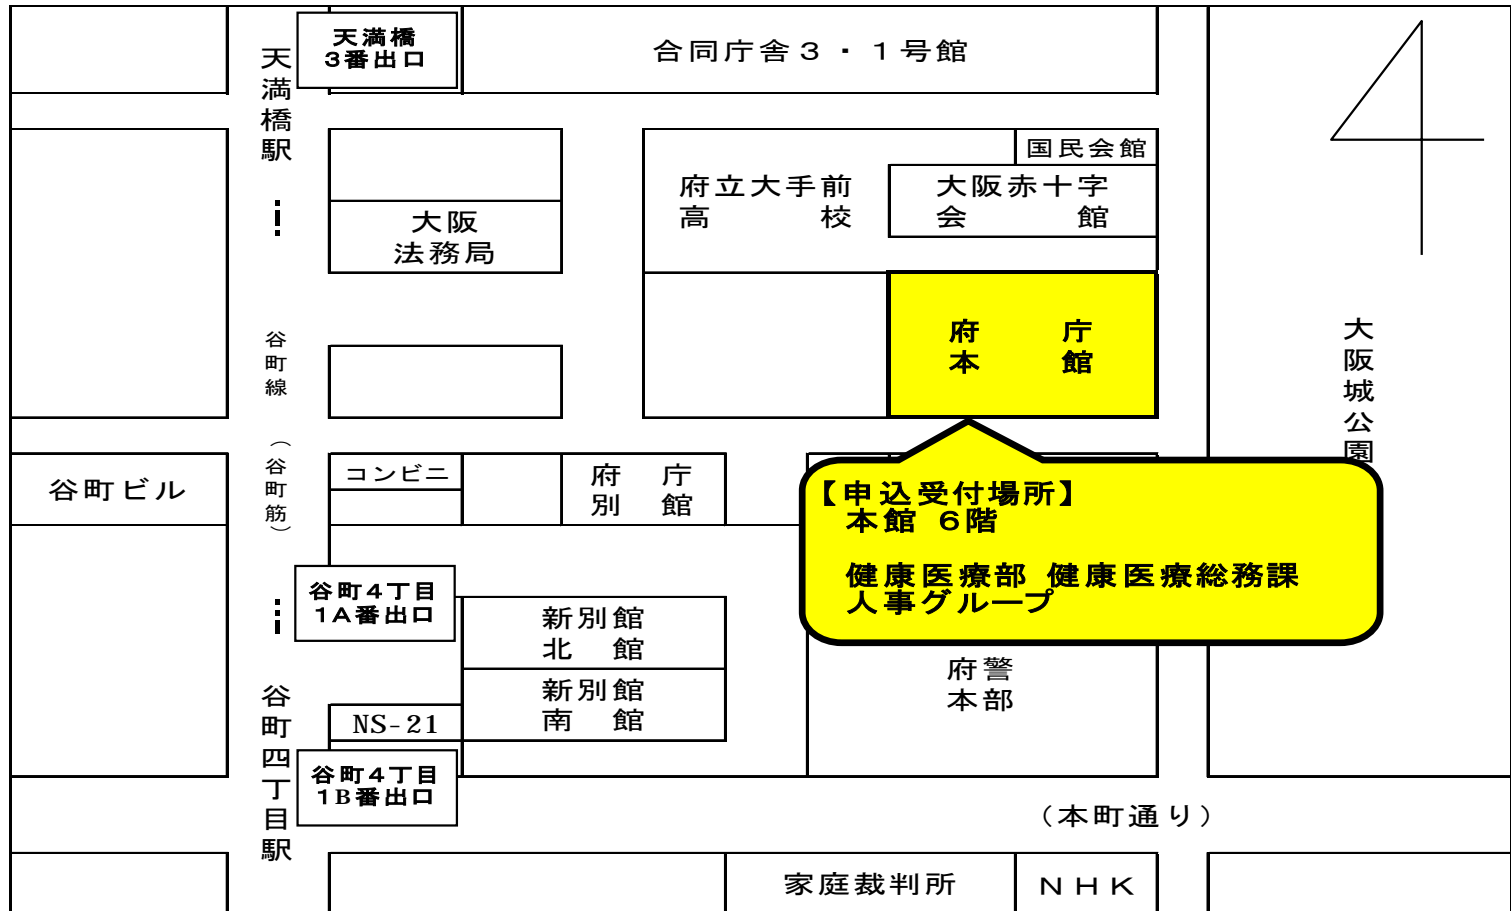 天満橋
3番出口
合同庁舎3・1号館
天満橋駅
国民会館
府立大手前
高校
大阪赤十字
会館
大阪
法務局
府庁
本館
谷町線
(谷町筋)
大阪城公園
谷町ビル
コンビニ
府庁
別館
【申込受付場所】
本館 6階
健康医療部 健康医療総務課
人事グループ
谷町4丁目
1A番出口
新別館
北館
新別館
南館
府警
本部
NS-21
谷町四丁目駅
谷町4丁目
1B番出口
(本町通り)
家庭裁判所
NHK